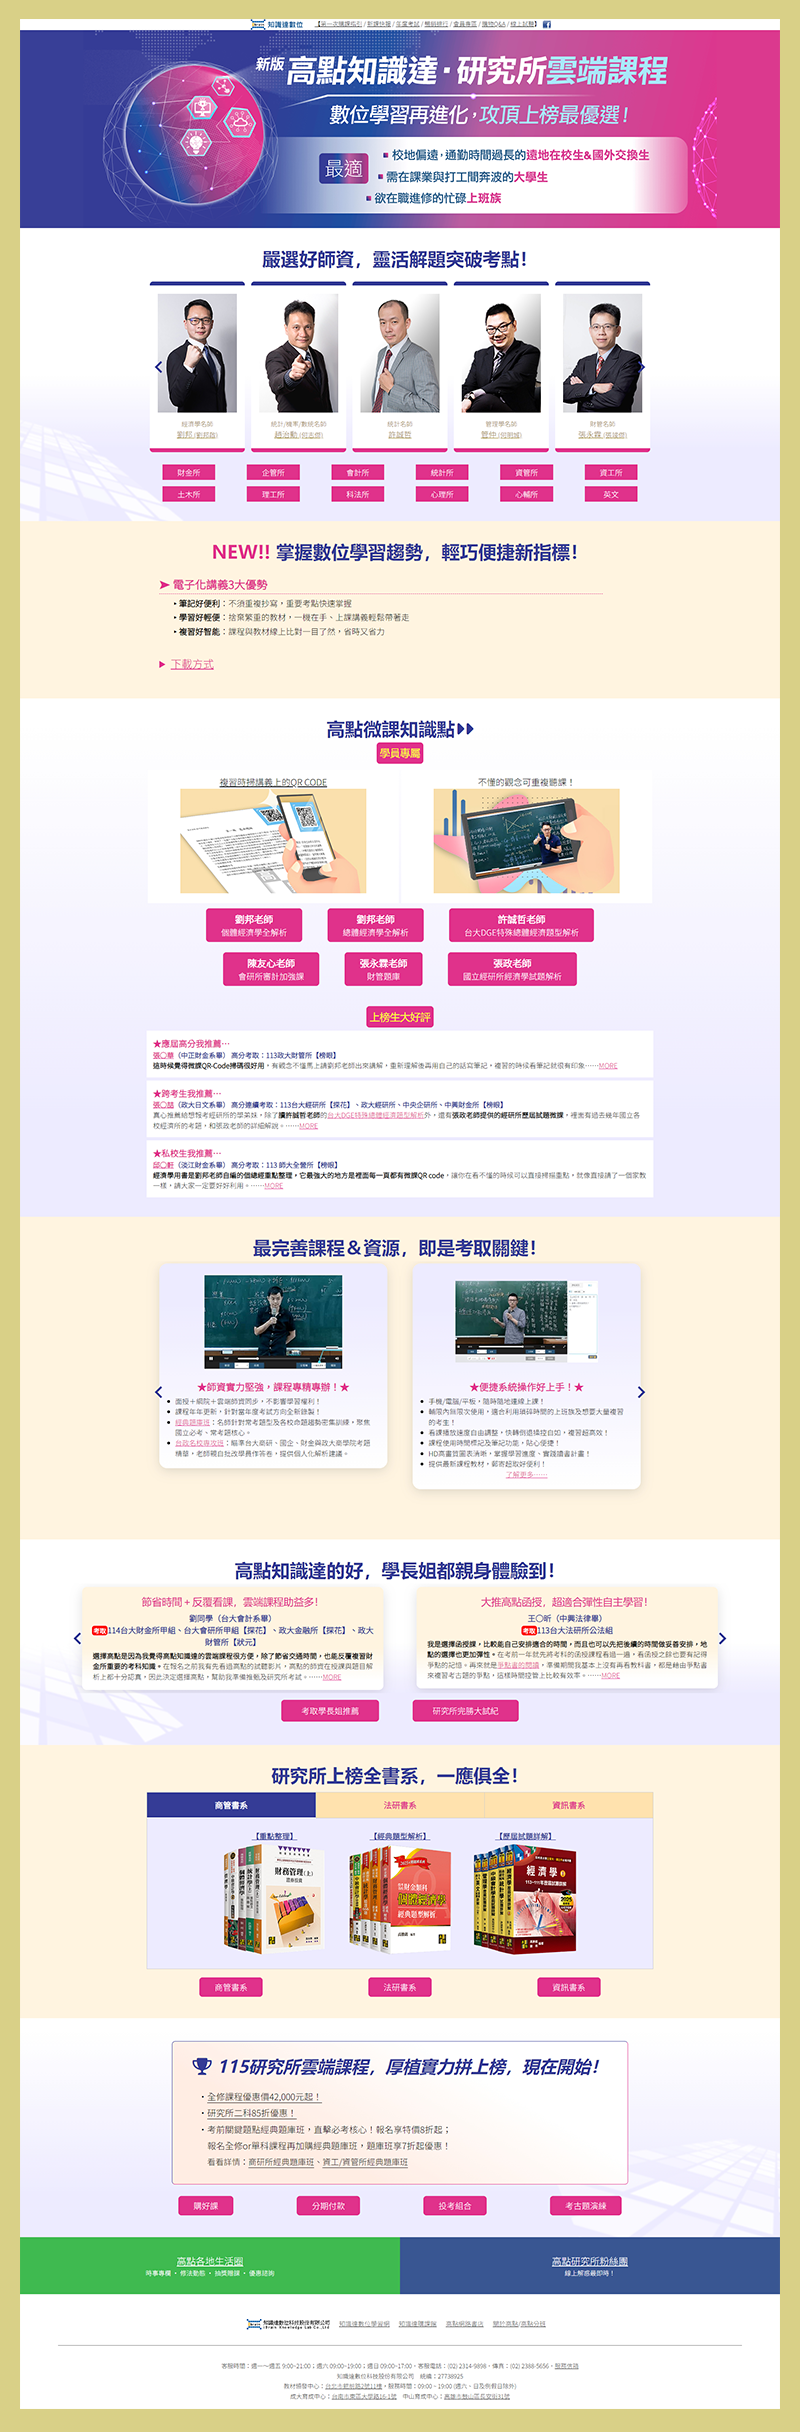 知識達數位 【第一次購課指引 / 新課快報 / 年度考試 / 暢銷排行 / 會員專區 / 購物Q&A / 線上試聽】
新版 高點知識達·研究所雲端課程
數位學習再進化，攻頂上榜最優選！
最適
校地偏遠，通勤時間過長的遠地在校生&國外交換生
需在課業與打工間奔波的大學生
欲在職進修的忙碌上班族
嚴選好師資，靈活解題突破考點！
經濟學名師 統計/機率/數統名師 統計名師 管理學名師 財管名師
許誠哲
財金所 企管所 會計所 統計所 資管所 資工所
土木所 理工所 科法所 心理所 心輔所 英文
NEW!! 掌握數位學習趨勢，輕巧便捷新指標！
➤ 電子化講義3大優勢
‣筆記好便利：不須重複抄寫，重要考點快速掌握
‣學習好輕便：捨棄繁重的教材，一機在手、上課講義輕鬆帶著走
‣複習好智能：課程與教材線上比對一目了然，省時又省力
▶ 下載方式
高點微課知識點
學員專屬
複習時掃講義上的QR CODE
不懂的觀念可重複聽課！
劉邦老師
個體經濟學全解析
劉邦老師
總體經濟學全解析
許誠哲老師
台大DGE特殊總體經濟題型解析
陳友心老師
會研所審計加強課
張永霖老師
財管題庫
張政老師
國立經研所經濟學試題解析
上榜生大好評
★應屆高分我推薦…
張〇華（中正財金系畢） 高分考取：113政大財管所【榜眼】
這時候覺得微課QR-Code掃碼很好用，有觀念不懂馬上請劉邦老師出來講解，重新理解後再用自己的話寫筆記，複習的時候看筆記就很有印象……MORE
★跨考生我推薦…
張〇喆（政大日文系畢） 高分連續考取：113台大經研所【探花】、政大經研所、中央企研所、中興財金所【榜眼】
真心推薦給想報考經研所的學弟妹，除了讀許誠哲老師的台大DGE特殊總體經濟題型解析外，還有張政老師提供的經研所歷屆試題微課，裡面有過去幾年國立各
校經濟所的考題，和張政老師的詳細解說。……MORE
★私校生我推薦…
邱〇軒（淡江財金系畢） 高分考取：113 師大全營所【榜眼】
經濟學用書是劉邦老師自編的個總經重點整理，它最強大的地方是裡面每一頁都有微課QR code，讓你在看不懂的時候可以直接掃描重點，就像直接請了一個家教
一樣，請大家一定要好好利用。……MORE
最完善課程＆資源，即是考取關鍵！
★師資實力堅強，課程專精專辦！★
面授＋網院＋雲端師資同步，不影響學習權利！
課程年年更新，針對當年度考試方向全新錄製！
經典題庫班：名師針對常考題型及各校命題趨勢密集訓練，聚焦
國立必考、常考題核心。
台政名校專攻班：瞄準台大商研、國企、財金與政大商學院考題
精華，老師親自批改學員作答卷，提供個人化解析建議。
★便捷系統操作好上手！★
手機/電腦/平板，隨時隨地連線上課！
輔限內無限次使用，適合利用瑣碎時間的上班族及想要大量複習
的考生！
看課播放速度自由調整，快轉倒退操控自如，複習超高效！
課程使用時間標記及筆記功能，貼心便捷！
HD高畫質圖表清晰，掌握學習進度、實踐讀書計畫！
提供最新課程教材，郵寄超取好便利！
了解更多……
高點知識達的好，學長姐都親身體驗到！
節省時間 + 反覆看課，雲端課程助益多！
劉同學（台大會計系畢）
考取 114台大財金所甲組、台大會研所甲組【探花】、政大金融所【探花】、政大
財管所【狀元】
選擇高點是因為我覺得高點知識達的雲端課程很方便，除了節省交通時間，也能反覆複習財
金所重要的考科知識。在報名之前我有先看過高點的試聽影片，高點的師資在授課與題目解
析上都十分認真，因此決定選擇高點，幫助我準備推甄及研究所考試。……MORE
大推高點函授，超適合彈性自主學習！
王〇昕（中興法律畢）
考取 113台大法研所公法組
我是選擇函授課，比較能自己安排適合的時間，而且也可以先把後續的時間做妥善安排，地
點的選擇也更加彈性。在考前一年就先將考科的函授課程看過一遍，看函授之餘也要有記得
爭點的記憶。再來就是爭點書的閱讀，準備期間我基本上沒有再看教科書，都是藉由爭點書
來複習考古題的爭點，這樣時間控管上比較有效率。……MORE
考取學長姐推薦 研究所完勝大試紀
研究所上榜全書系，一應俱全！
商管書系 法研書系 資訊書系
【重點整理】 【經典題型解析】 【歷屆試題詳解】
財務管理(上)
個體經濟學
經典題型解析
經濟學
商管書系 法研書系 資訊書系
115研究所雲端課程，厚植實力拼上榜，現在開始！
・全修課程優惠價42,000元起！
・研究所二科85折優惠！
・考前關鍵題點經典題庫班，直擊必考核心！報名享特價8折起；
報名全修or單科課程再加購經典題庫班，題庫班享7折起優惠！
看看詳情：商研所經典題庫班、資工/資管所經典題庫班
購好課 分期付款 投考組合 考古題演練
高點各地生活圈
時事專欄 · 修法動態 · 抽獎贈課 · 優惠諮詢
高點研究所粉絲團
線上解惑最即時！
知識達數位科技股份有限公司 知識達數位學習網 知識達購課館 高點網路書店 關於高點/高點分班
客服時間：週一～週五 9:00~21:00；週六 09:00~19:00；週日 09:00~17:00，客服電話：(02) 2314-9898，傳真：(02) 2388-5656，服務信箱
知識達數位科技股份有限公司 統編：27738925
教材頒發中心：台北市館前路2號11樓，服務時間：09:00 - 19:00 (週六、日及例假日除外)
成大育成中心：台南市東區大學路16-1號 中山育成中心：高雄市鼓山區長安街31號